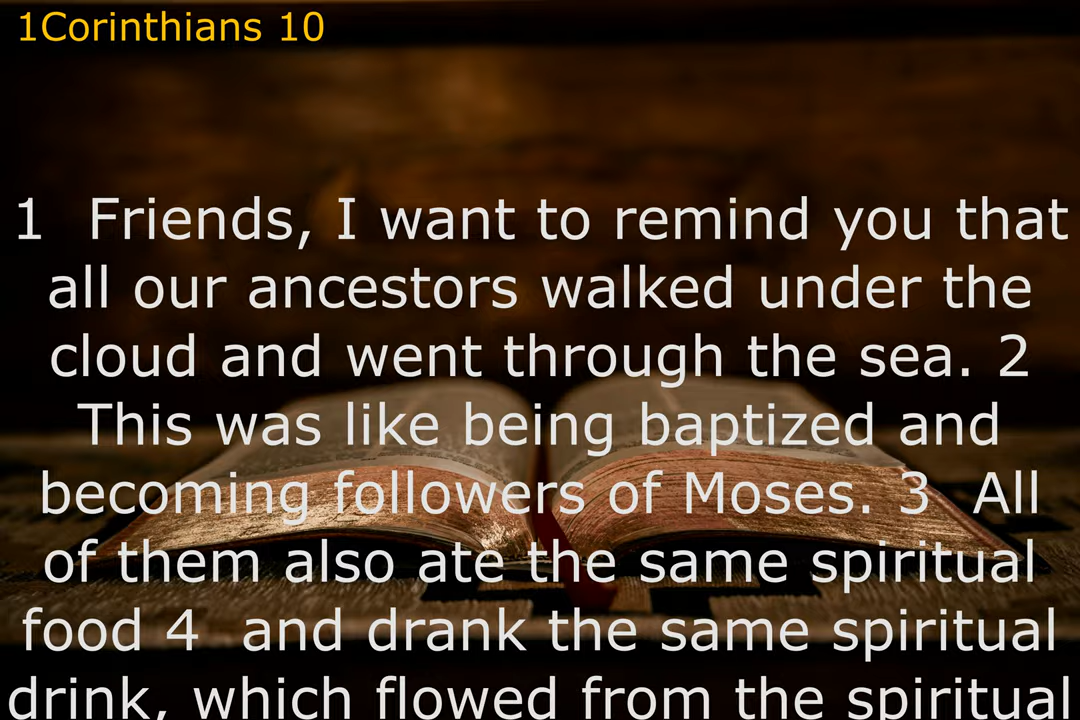 1Corinthians 10
1 Friends, I want to remind you that
all our ancestors walked under the
cloud and went through the sea. 2
This was like being baptized and
becoming followers of Moses. 3 All
of them also ate the same spiritual
food 4 and drank the same spiritual
drink, which flowed from the spiritual